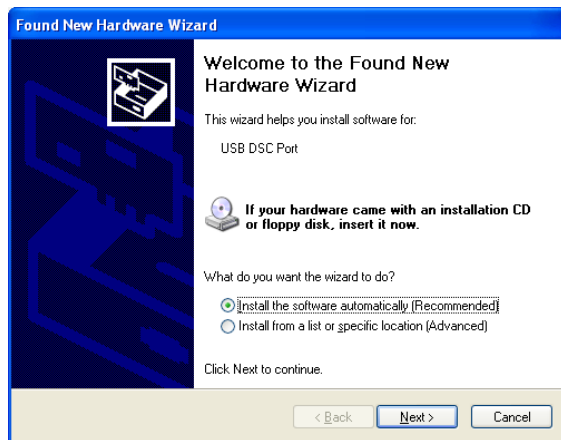 Found New Hardware Wizard
Welcome to the Found New
Hardware Wizard
This wizard helps you install software for:
USB DSC Port
If your hardware came with an installation CD
or floppy disk, insert it now.
What do you want the wizard to do?
Install the software automatically (Recommended)
Install from a list or specific location (Advanced)
Click Next to continue.
< Back Next > Cancel